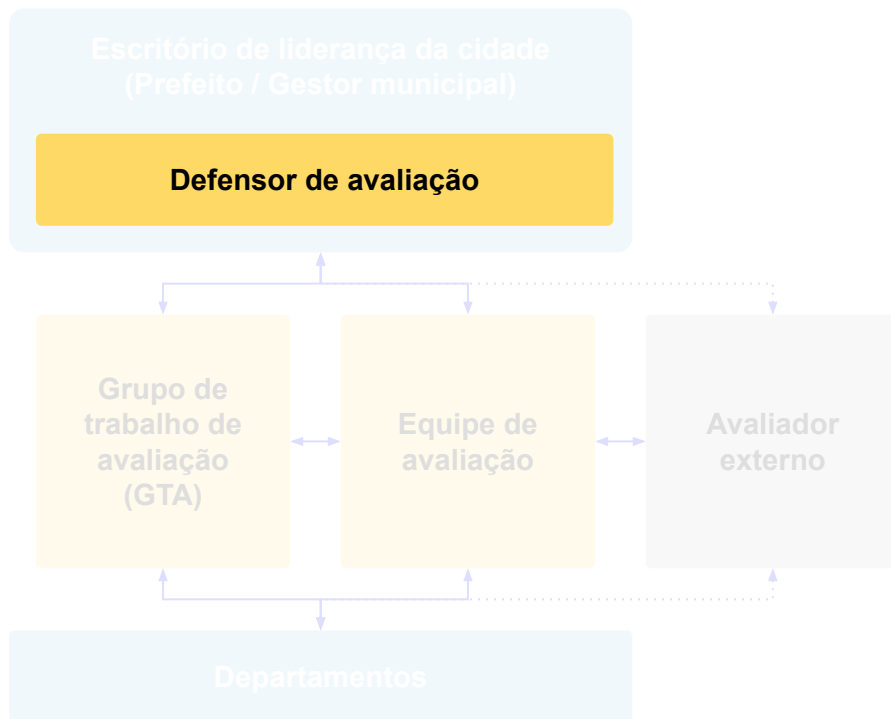 Escritório de liderança da cidade
(Prefeito / Gestor municipal)
Defensor de avaliação
Grupo de
trabalho de
avaliação
(GTA)
Equipe de
avaliação
Avaliador
externo
Departamentos